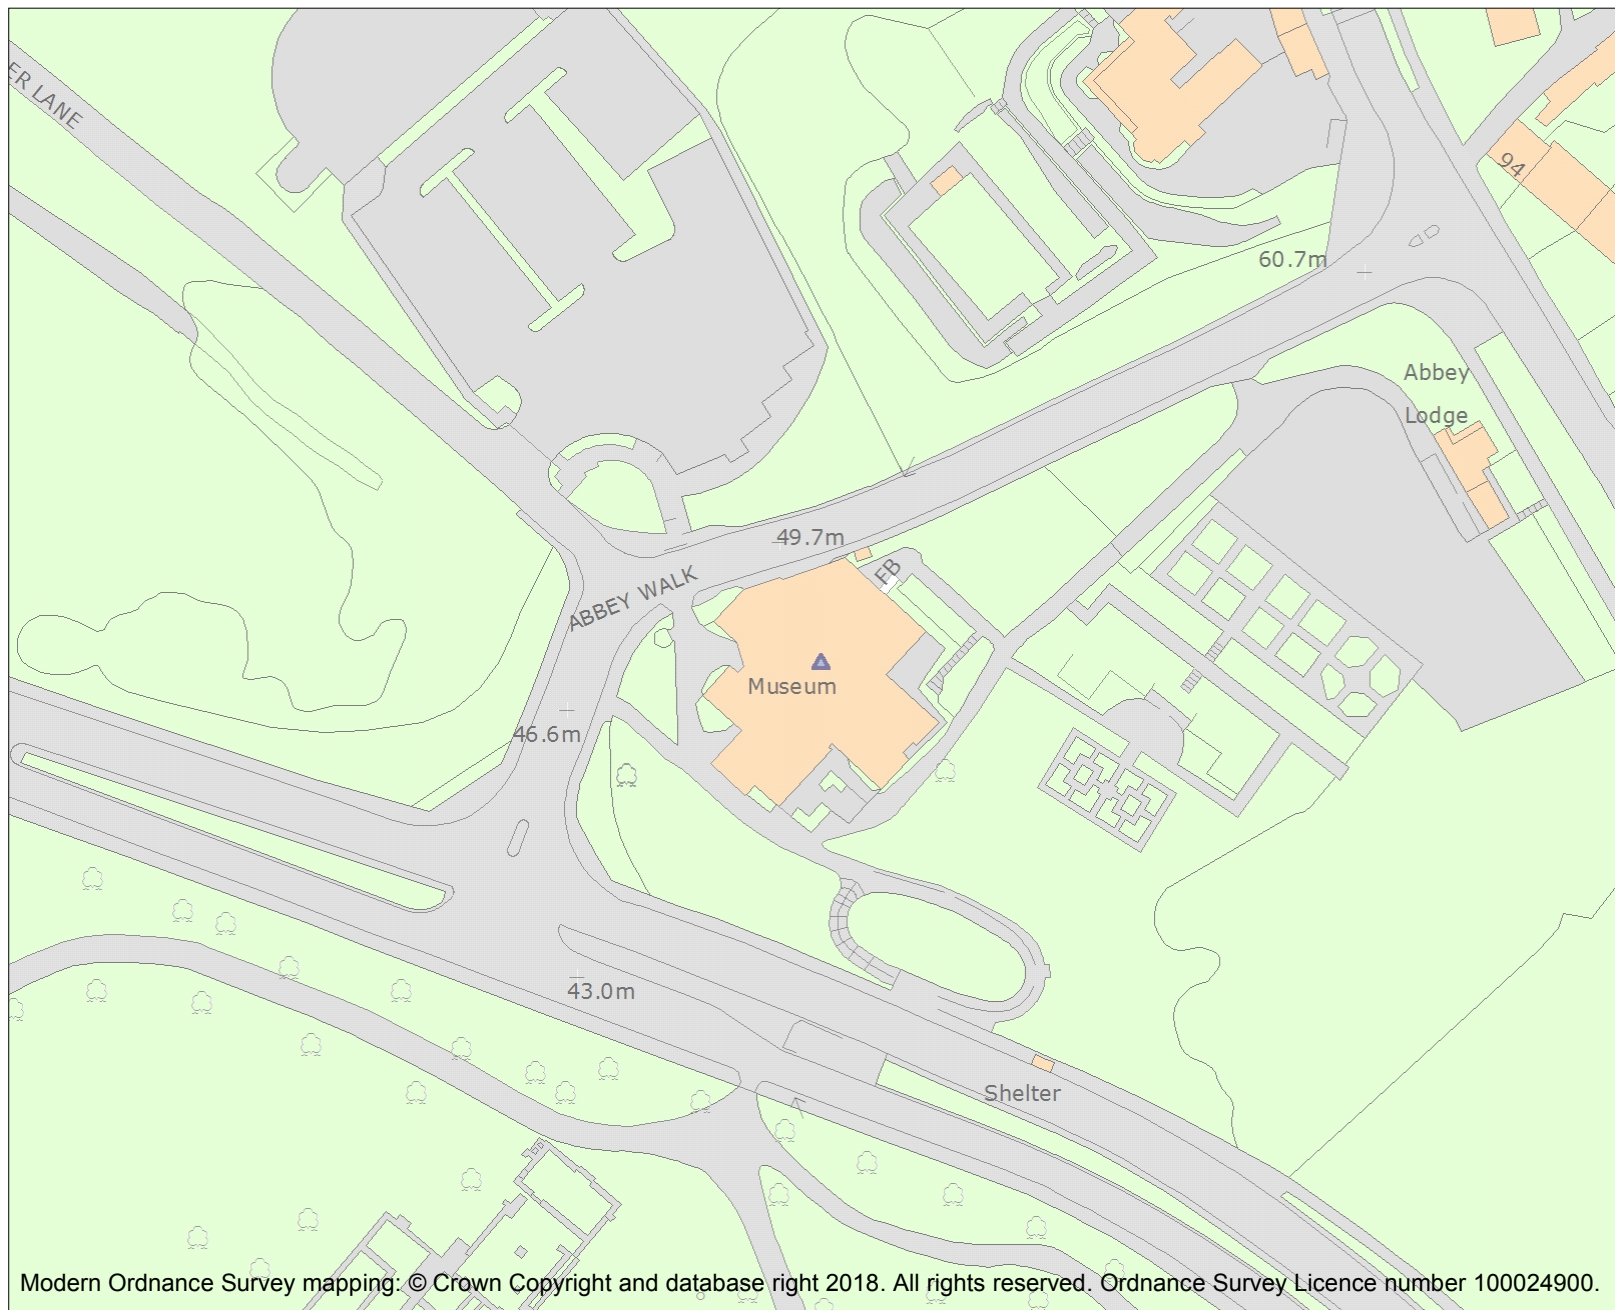 ER LANE
94
60.7m
Abbey
Lodge
49.7m
FB
ABBEY WALK
Museum
46.6m
43.0m
Shelter
Modern Ordnance Survey mapping: © Crown Copyright and database right 2018. All rights reserved. Ordnance Survey Licence number 100024900.